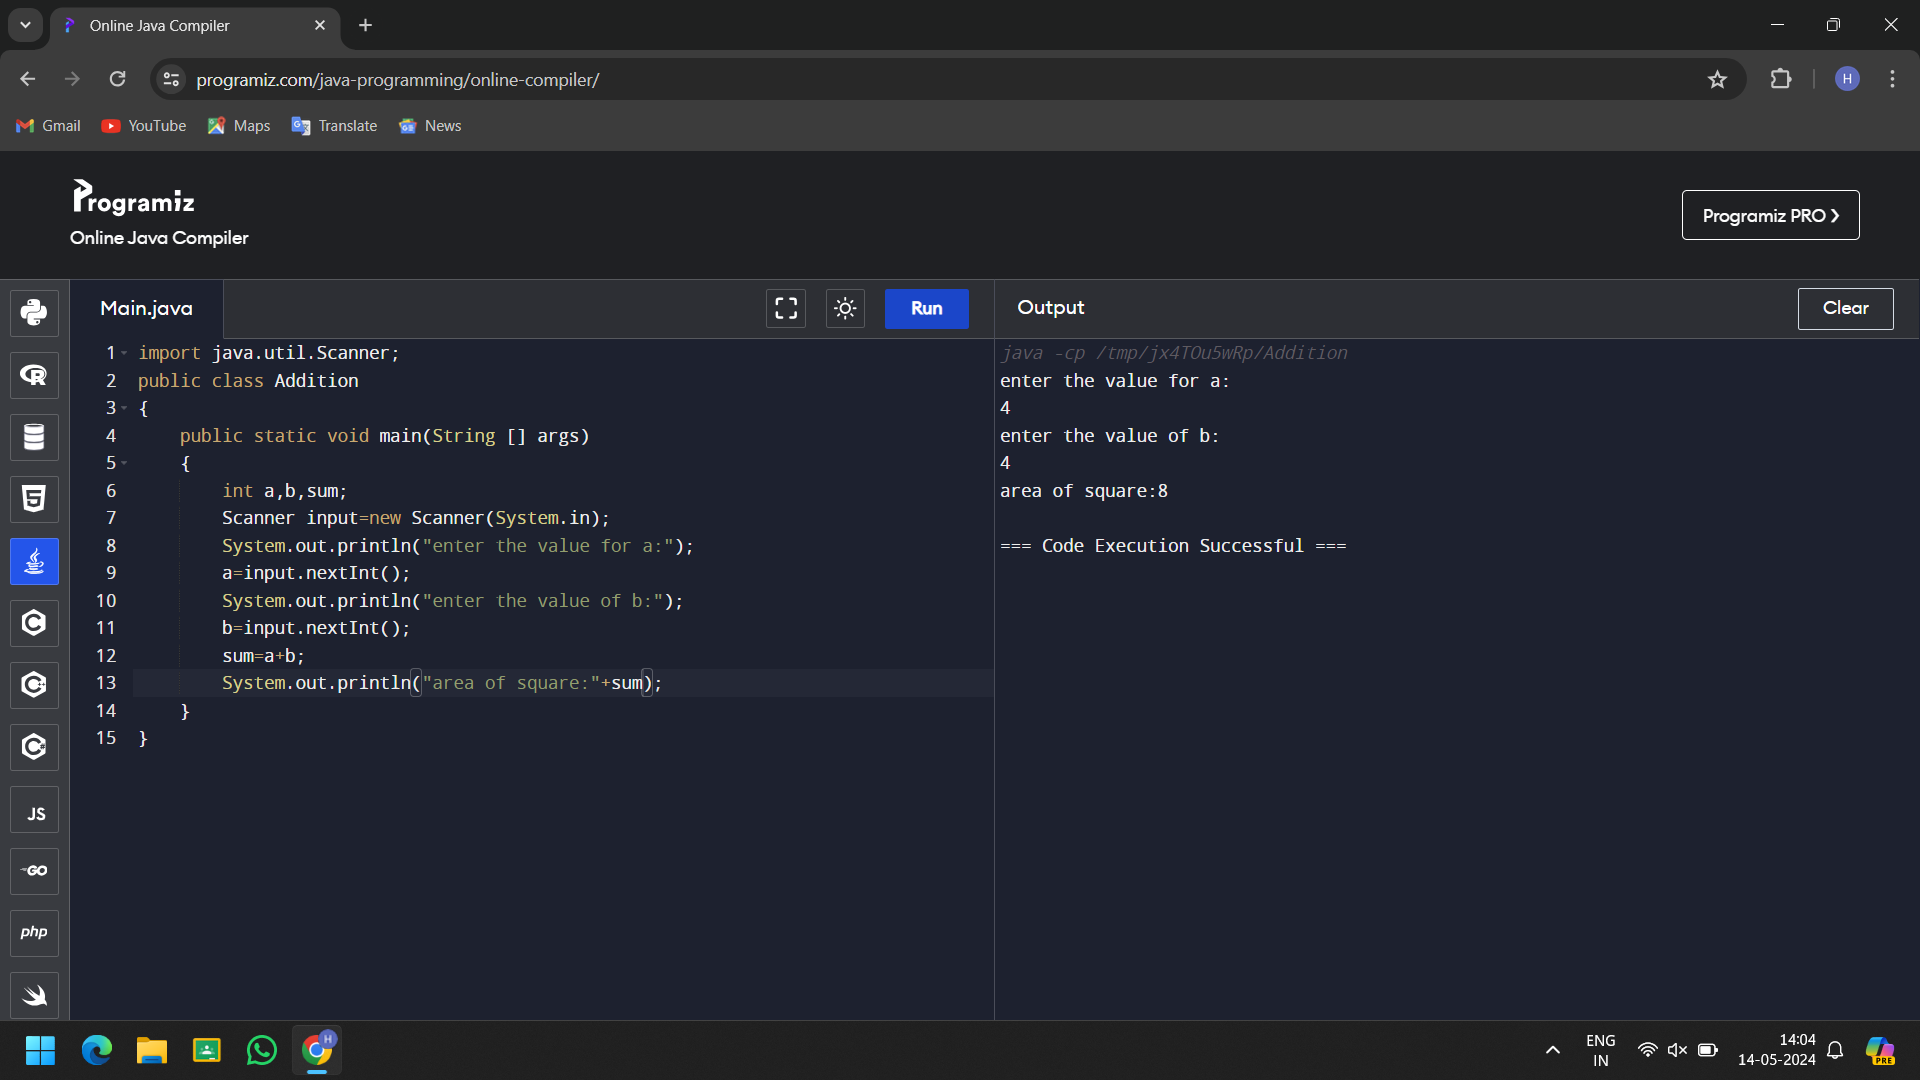 Online Java Compiler
programiz.com/java-programming/online-compiler/
H
Gmail YouTube Maps Translate News
Programiz
Online Java Compiler
Programiz PRO ❯
Main.java
Run
Output
Clear
1 import java.util.Scanner;
2 public class Addition
3 {
4 public static void main(String [] args)
5 {
6 int a,b,sum;
7 Scanner input=new Scanner(System.in);
8 System.out.println("enter the value for a:");
9 a=input.nextInt();
10 System.out.println("enter the value of b:");
11 b=input.nextInt();
12 sum=a+b;
13 System.out.println("area of square:"+sum);
14 }
15 }
java -cp /tmp/jx4TOu5wRp/Addition
enter the value for a:
4
enter the value of b:
4
area of square:8
=== Code Execution Successful ===
R
5
C
C
C
JS
GO
php
H
ENG
IN
14:04
14-05-2024
PRE